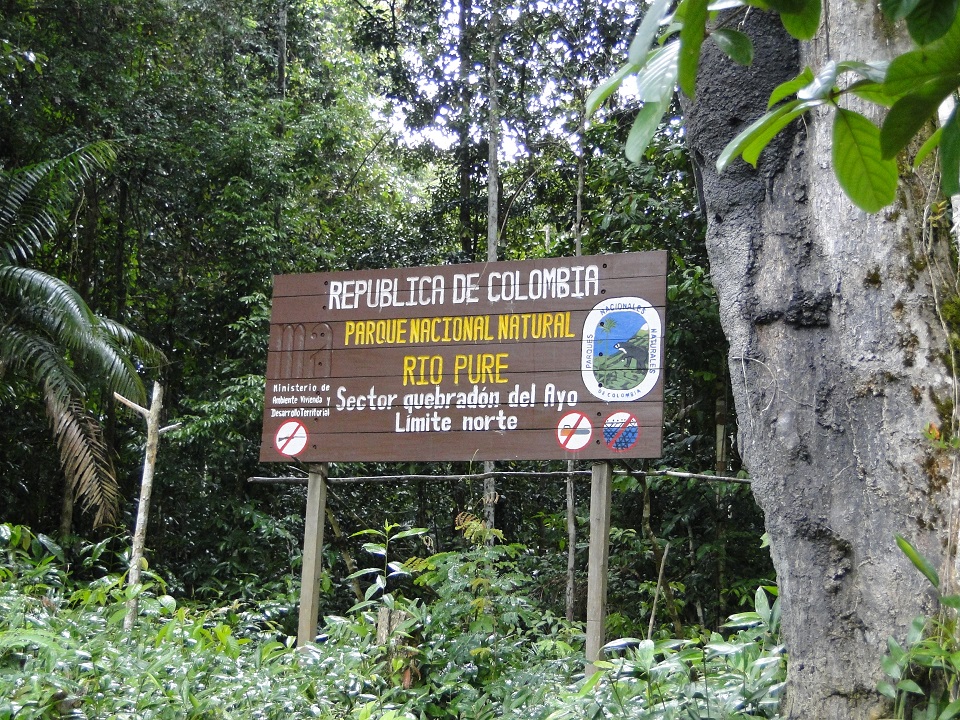 REPUBLICA DE COLOMBIA
PARQUE NACIONAL NATURAL
RIO PURE
Ministerio de
Ambiente Vivienda y
Desarrollo Territorial
Sector quebradón del Ayo
Límite norte
PARQUES NACIONALES NATURALES
DE COLOMBIA